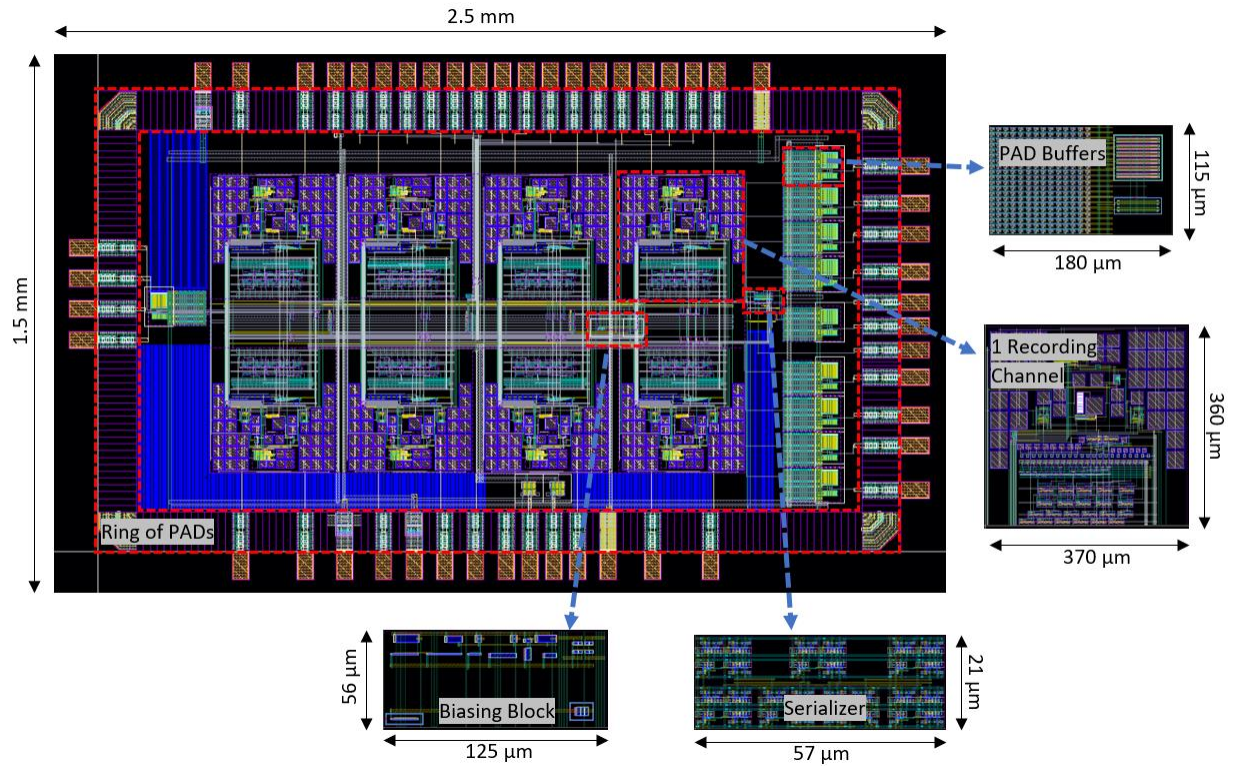 2.5 mm
1.5 mm
PAD Buffers
115 µm
180 µm
1 Recording
Channel
360 µm
370 µm
Ring of PADs
56 µm
Biasing Block
125 µm
Serializer
21 µm
57 µm